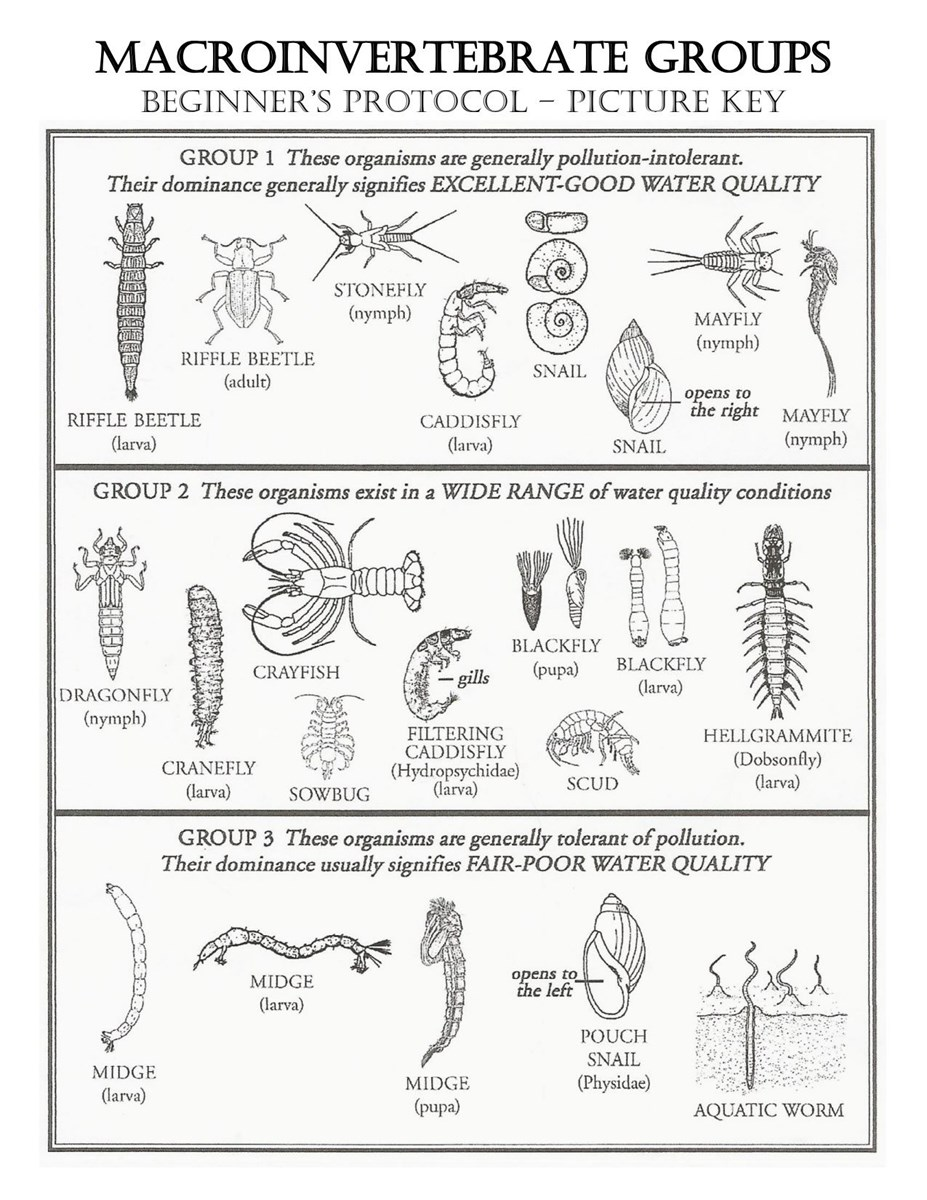 MACROINVERTEBRATE GROUPS
BEGINNER'S PROTOCOL – PICTURE KEY
GROUP 1 These organisms are generally pollution-intolerant.
Their dominance generally signifies EXCELLENT-GOOD WATER QUALITY
RIFFLE BEETLE
(larva)
RIFFLE BEETLE
(adult)
STONEFLY
(nymph)
CADDISFLY
(larva)
SNAIL
opens to
the right
SNAIL
MAYFLY
(nymph)
MAYFLY
(nymph)
GROUP 2 These organisms exist in a WIDE RANGE of water quality conditions
DRAGONFLY
(nymph)
CRANEFLY
(larva)
CRAYFISH
SOWBUG
gills
FILTERING
CADDISFLY
(Hydropsychidae)
(larva)
BLACKFLY
(pupa)
BLACKFLY
(larva)
SCUD
HELLGRAMMITE
(Dobsonfly)
(larva)
GROUP 3 These organisms are generally tolerant of pollution.
Their dominance usually signifies FAIR-POOR WATER QUALITY
MIDGE
(larva)
MIDGE
(larva)
MIDGE
(pupa)
opens to
the left
POUCH
SNAIL
(Physidae)
AQUATIC WORM